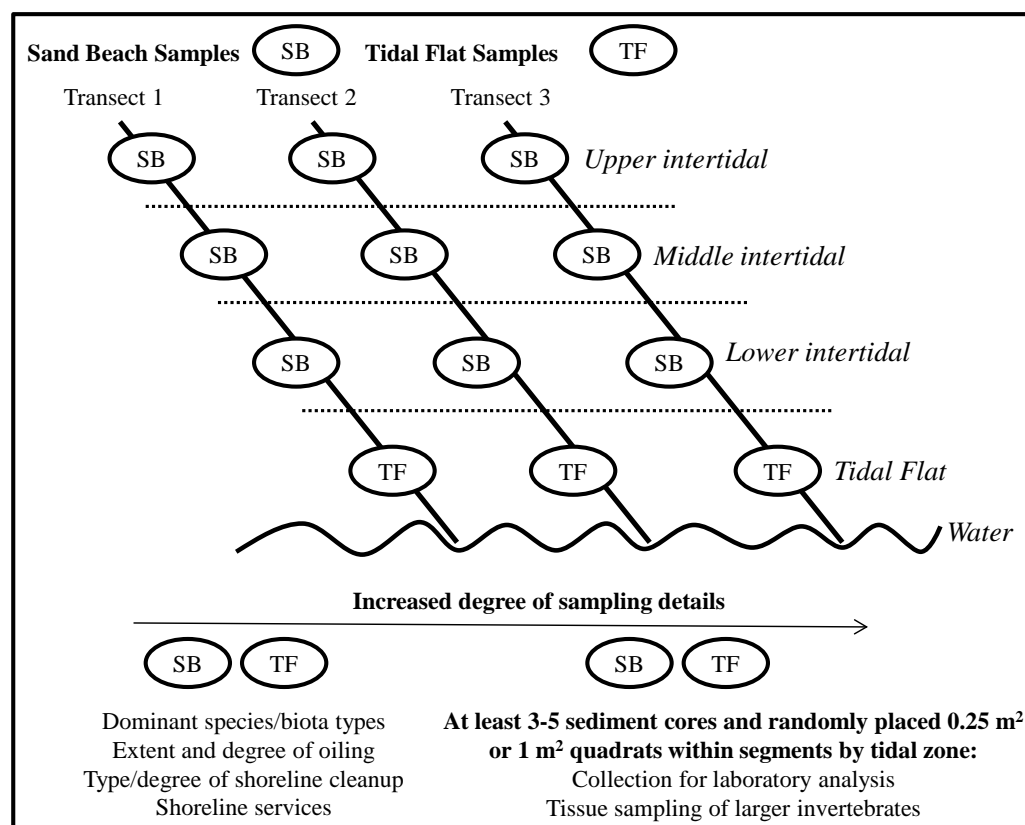 Sand Beach Samples SB Tidal Flat Samples TF
Transect 1 Transect 2 Transect 3
SB SB SB Upper intertidal
SB SB SB Middle intertidal
SB SB SB Lower intertidal
TF TF TF Tidal Flat
Water
Increased degree of sampling details
SB TF SB TF
Dominant species/biota types
Extent and degree of oiling
Type/degree of shoreline cleanup
Shoreline services
At least 3-5 sediment cores and randomly placed 0.25 m²
or 1 m² quadrats within segments by tidal zone:
Collection for laboratory analysis
Tissue sampling of larger invertebrates